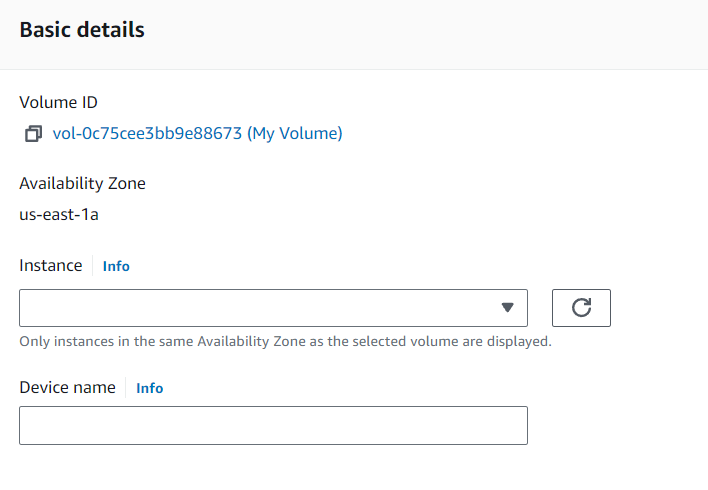 Basic details
Volume ID
vol-0c75cee3bb9e88673 (My Volume)
Availability Zone
us-east-1a
Instance Info
Only instances in the same Availability Zone as the selected volume are displayed.
Device name Info